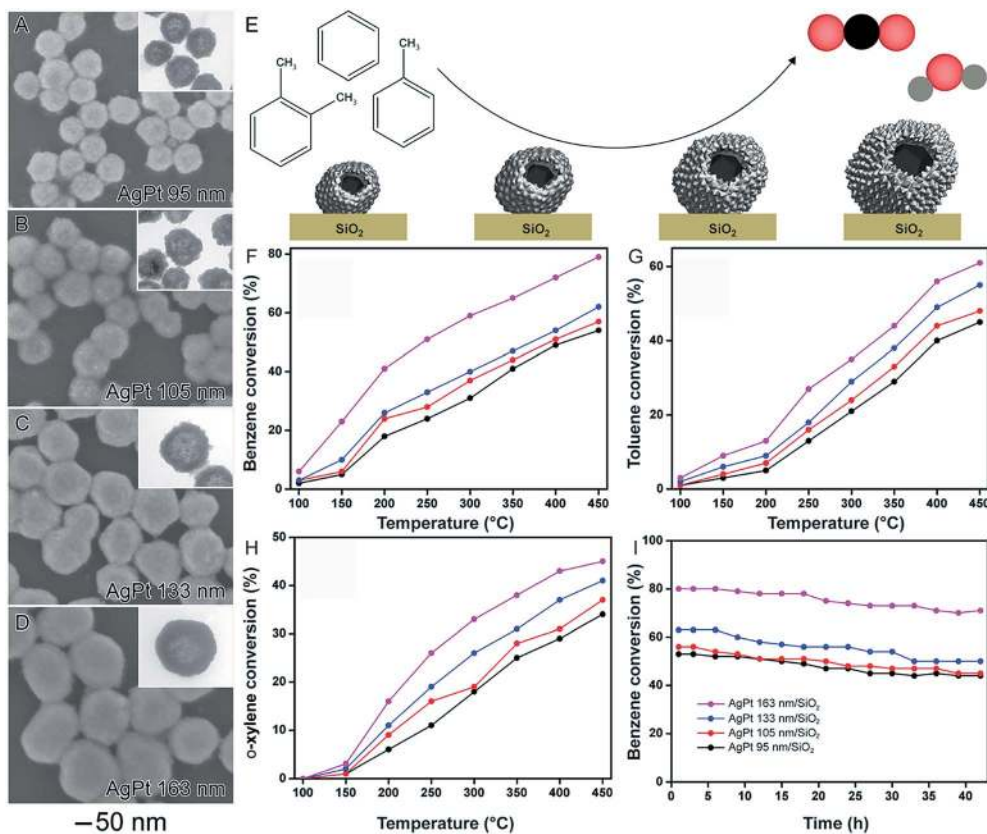 A
AgPt 95 nm
B
AgPt 105 nm
C
AgPt 133 nm
D
AgPt 163 nm
–50 nm
E
CH₃
CH₃
CH₃
SiO₂
SiO₂
SiO₂
SiO₂
F
80
60
40
20
0
Benzene conversion (%)
100 150 200 250 300 350 400 450
Temperature (°C)
G
60
40
20
0
Toluene conversion (%)
100 150 200 250 300 350 400 450
Temperature (°C)
H
50
40
30
20
10
0
o-xylene conversion (%)
100 150 200 250 300 350 400 450
Temperature (°C)
I
100
80
60
40
20
0
Benzene conversion (%)
AgPt 163 nm/SiO₂
AgPt 133 nm/SiO₂
AgPt 105 nm/SiO₂
AgPt 95 nm/SiO₂
0 5 10 15 20 25 30 35 40
Time (h)